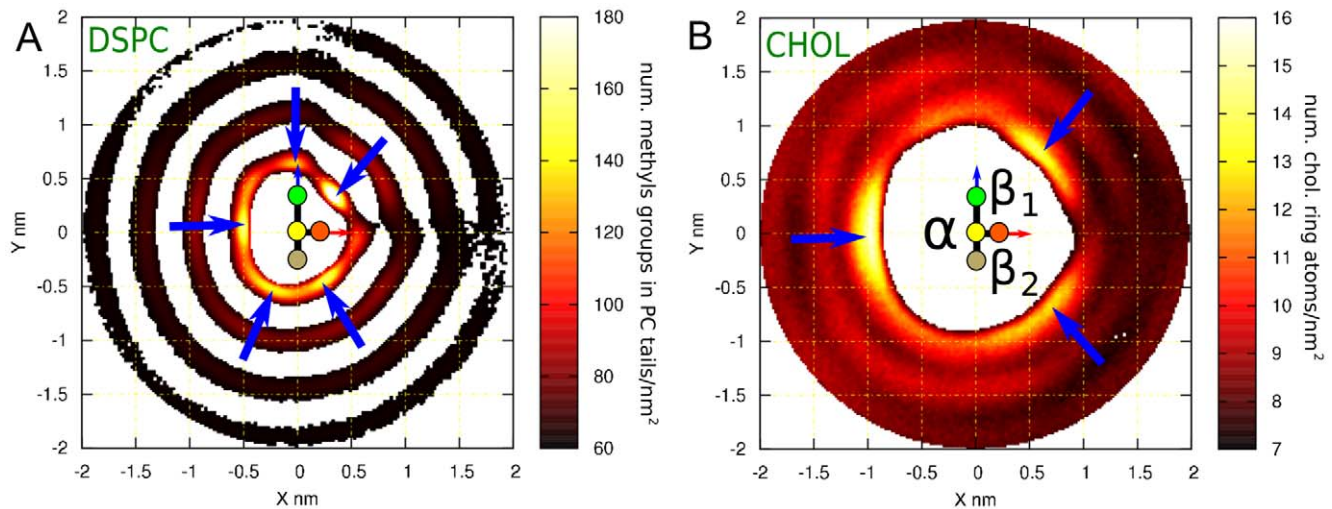 A
DSPC
2
1.5
1
0.5
0
-0.5
-1
-1.5
-2
Y nm
-2 -1.5 -1 -0.5 0 0.5 1 1.5 2
X nm
180
160
140
120
100
80
60
num. methyls groups in PC tails/nm²
B
CHOL
α β₁
β₂
2
1.5
1
0.5
0
-0.5
-1
-1.5
-2
Y nm
-2 -1.5 -1 -0.5 0 0.5 1 1.5 2
X nm
16
15
14
13
12
11
10
9
8
7
num. chol. ring atoms/nm²